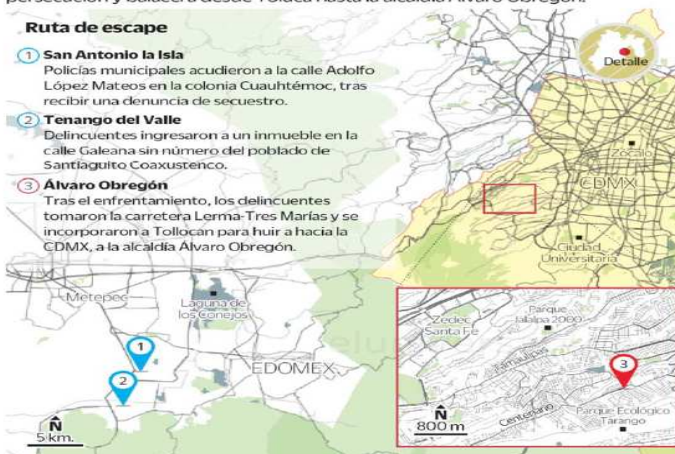 persecución y balacera desde Toluca hasta la alcaldía Álvaro Obregón.
Ruta de escape
1 San Antonio la Isla
Policías municipales acudieron a la calle Adolfo
López Mateos en la colonia Cuauhtémoc, tras
recibir una denuncia de secuestro.
2 Tenango del Valle
Delincuentes ingresaron a un inmueble en la
calle Galeana sin número del poblado de
Santiaguito Coaxustenco.
3 Álvaro Obregón
Tras el enfrentamiento, los delincuentes
tomaron la carretera Lerma-Tres Marías y se
incorporaron a Tollocan para huir a hacia la
CDMX, a la alcaldía Álvaro Obregón.
Detalle
Zócalo
CDMX
Ciudad
Universitaria
Metepec
Laguna de
los Conejos
EDOMEX
1
2
N
5 km.
Zedec
Santa Fe
Parque
Jalalpa 2000
Tamaulipas
3
Centenario
Parque Ecológico
Tarango
N
800 m